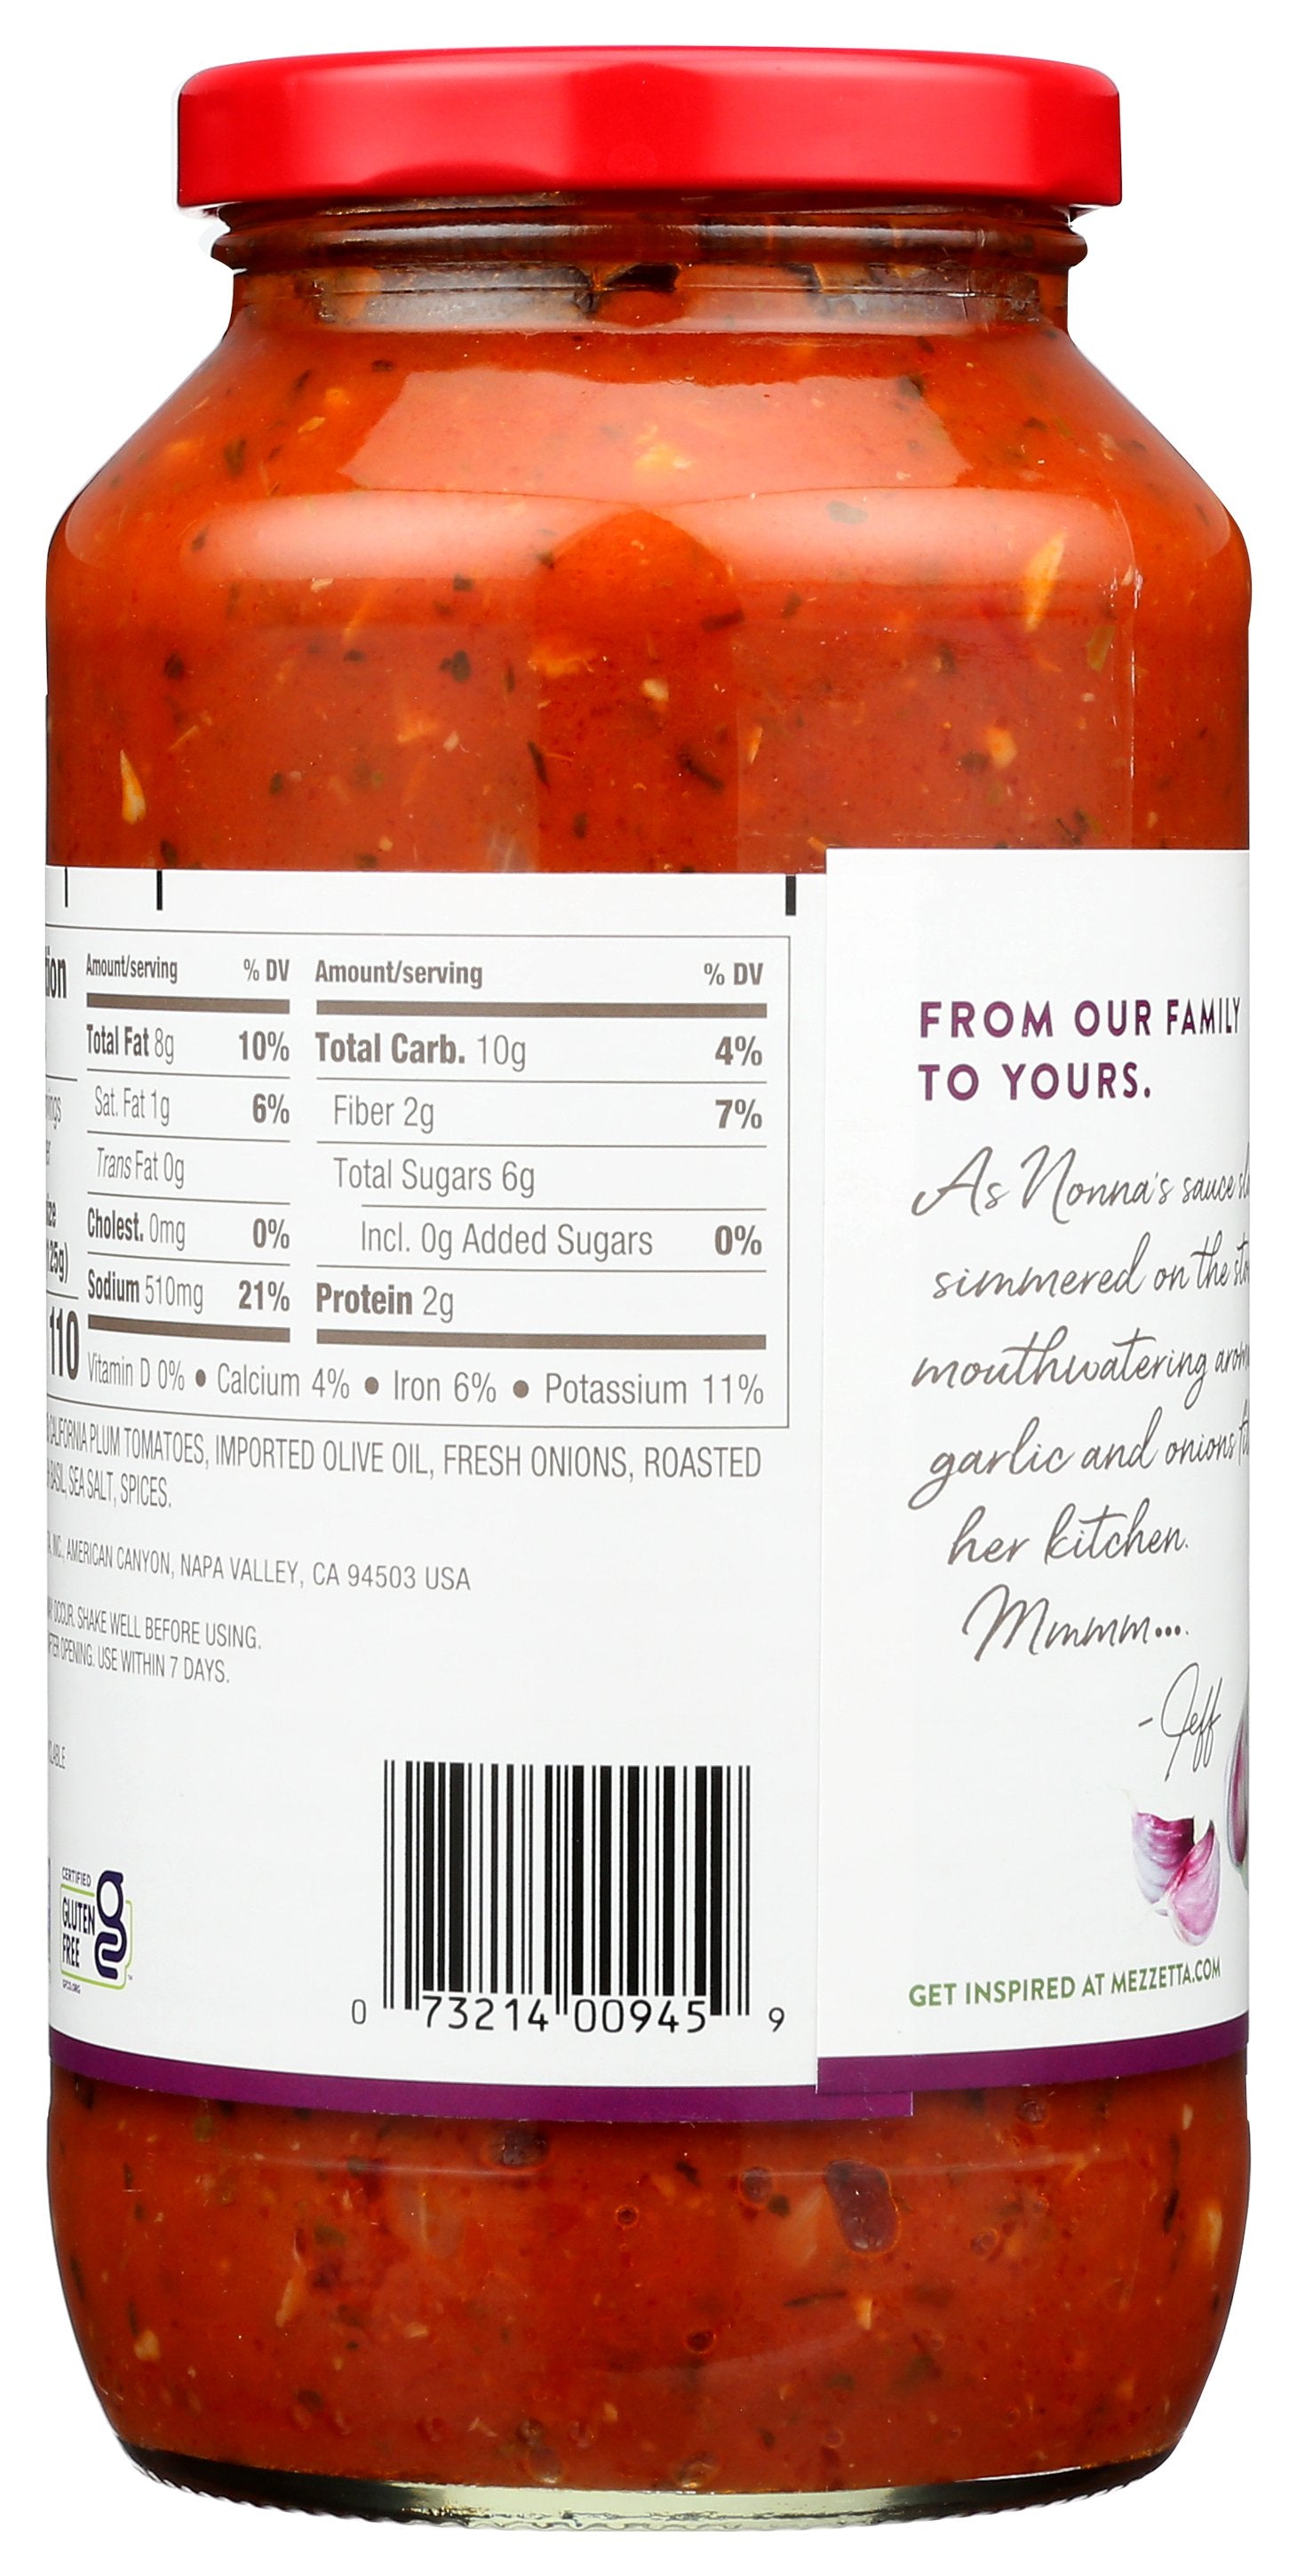 Amount/serving % DV Amount/serving % DV
Total Fat 8g 10% Total Carb. 10g 4%
Sat. Fat 1g 6% Fiber 2g 7%
Trans Fat 0g Total Sugars 6g
Cholest. 0mg 0% Incl. 0g Added Sugars 0%
Sodium 510mg 21% Protein 2g
110
Vitamin D 0% • Calcium 4% • Iron 6% • Potassium 11%
CALIFORNIA PLUM TOMATOES, IMPORTED OLIVE OIL, FRESH ONIONS, ROASTED
BASIL, SEA SALT, SPICES.
INC., AMERICAN CANYON, NAPA VALLEY, CA 94503 USA
OCCUR. SHAKE WELL BEFORE USING.
OPENING. USE WITHIN 7 DAYS.
CERTIFIED
GLUTEN
FREE
g
GFCO.ORG
0 73214 00945 9
FROM OUR FAMILY
TO YOURS.
As Nonna's sauce
simmered on the
mouthwatering
garlic and onions
her kitchen.
Mmmm...
- Jeff
GET INSPIRED AT MEZZETTA.COM